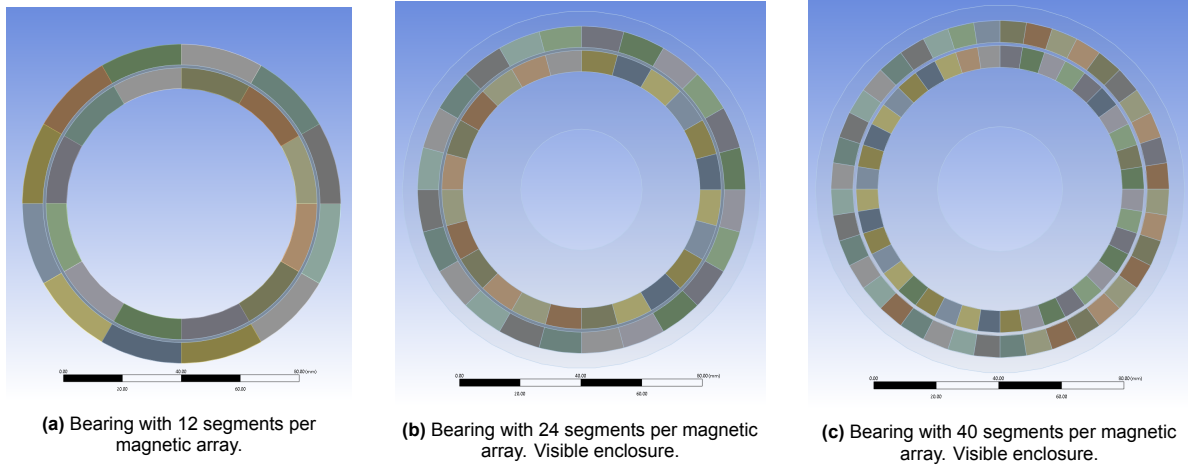 0.00 40.00 80.00(mm)
20.00 60.00
0.00 40.00 80.00(mm)
20.00 60.00
0.00 40.00 80.00(mm)
20.00 60.00
(a) Bearing with 12 segments per
magnetic array.
(b) Bearing with 24 segments per magnetic
array. Visible enclosure.
(c) Bearing with 40 segments per magnetic
array. Visible enclosure.